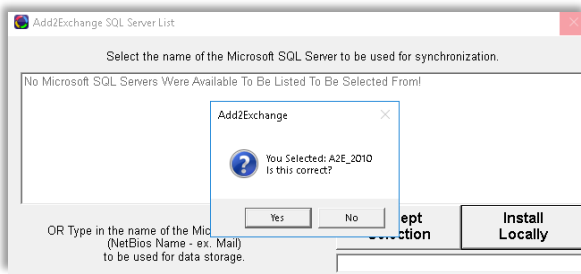 Add2Exchange SQL Server List
Select the name of the Microsoft SQL Server to be used for synchronization.
No Microsoft SQL Servers Were Available To Be Listed To Be Selected From!
Add2Exchange
You Selected: A2E_2010
Is this correct?
Yes No
OR Type in the name of the
(NetBios Name - ex. Mail)
to be used for data storage.
Install
Locally